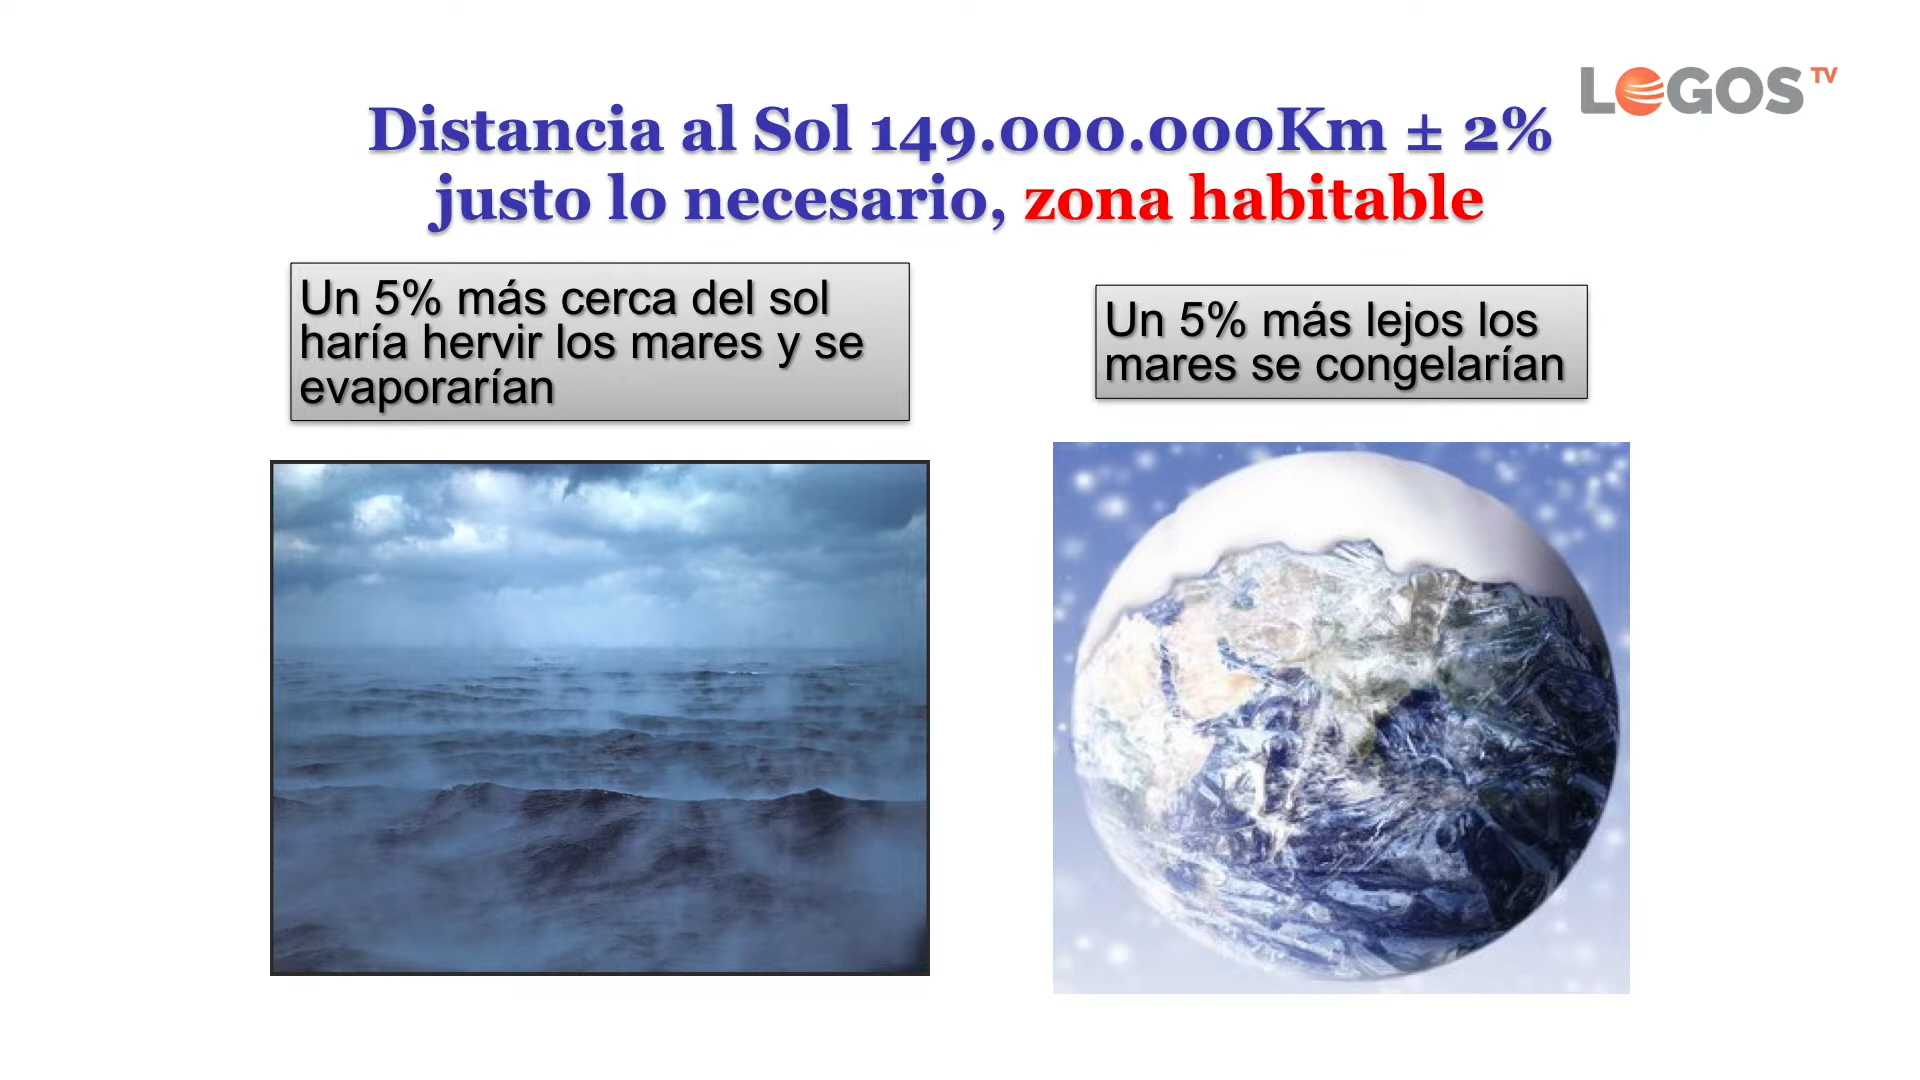 LOGOS TV
Distancia al Sol 149.000.000Km ± 2%
justo lo necesario, zona habitable
Un 5% más cerca del sol
haría hervir los mares y se
evaporarían
Un 5% más lejos los
mares se congelarían